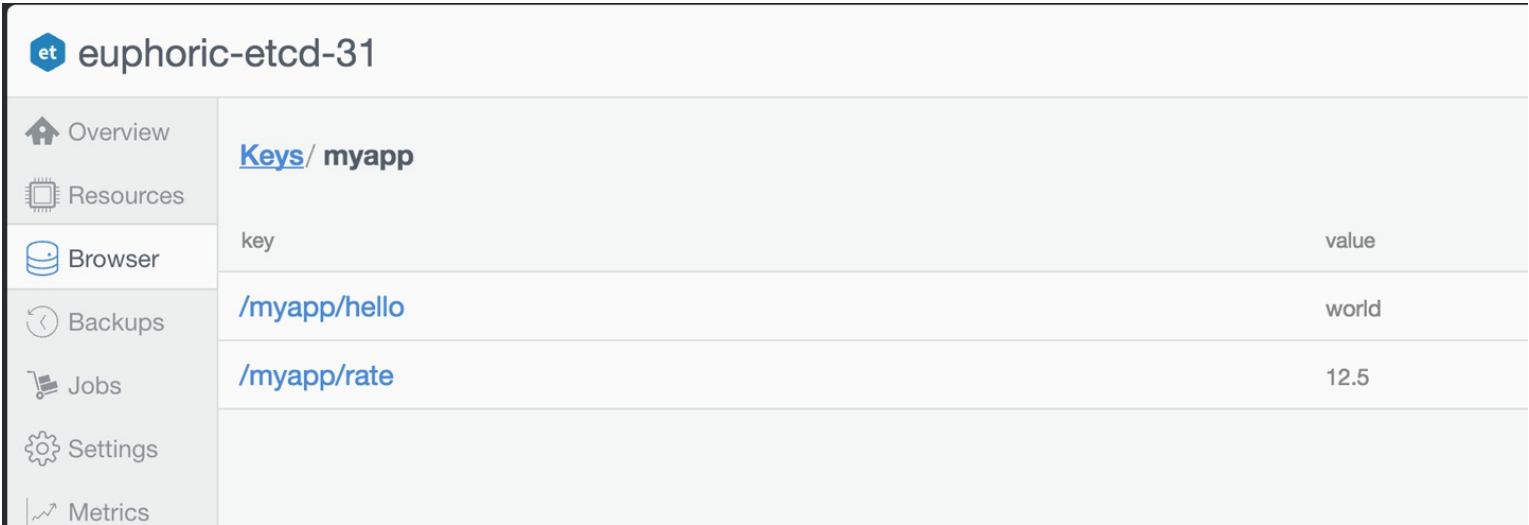 et euphoric-etcd-31
Overview
Resources
Browser
Backups
Jobs
Settings
Metrics
Keys/ myapp
key value
/myapp/hello world
/myapp/rate 12.5